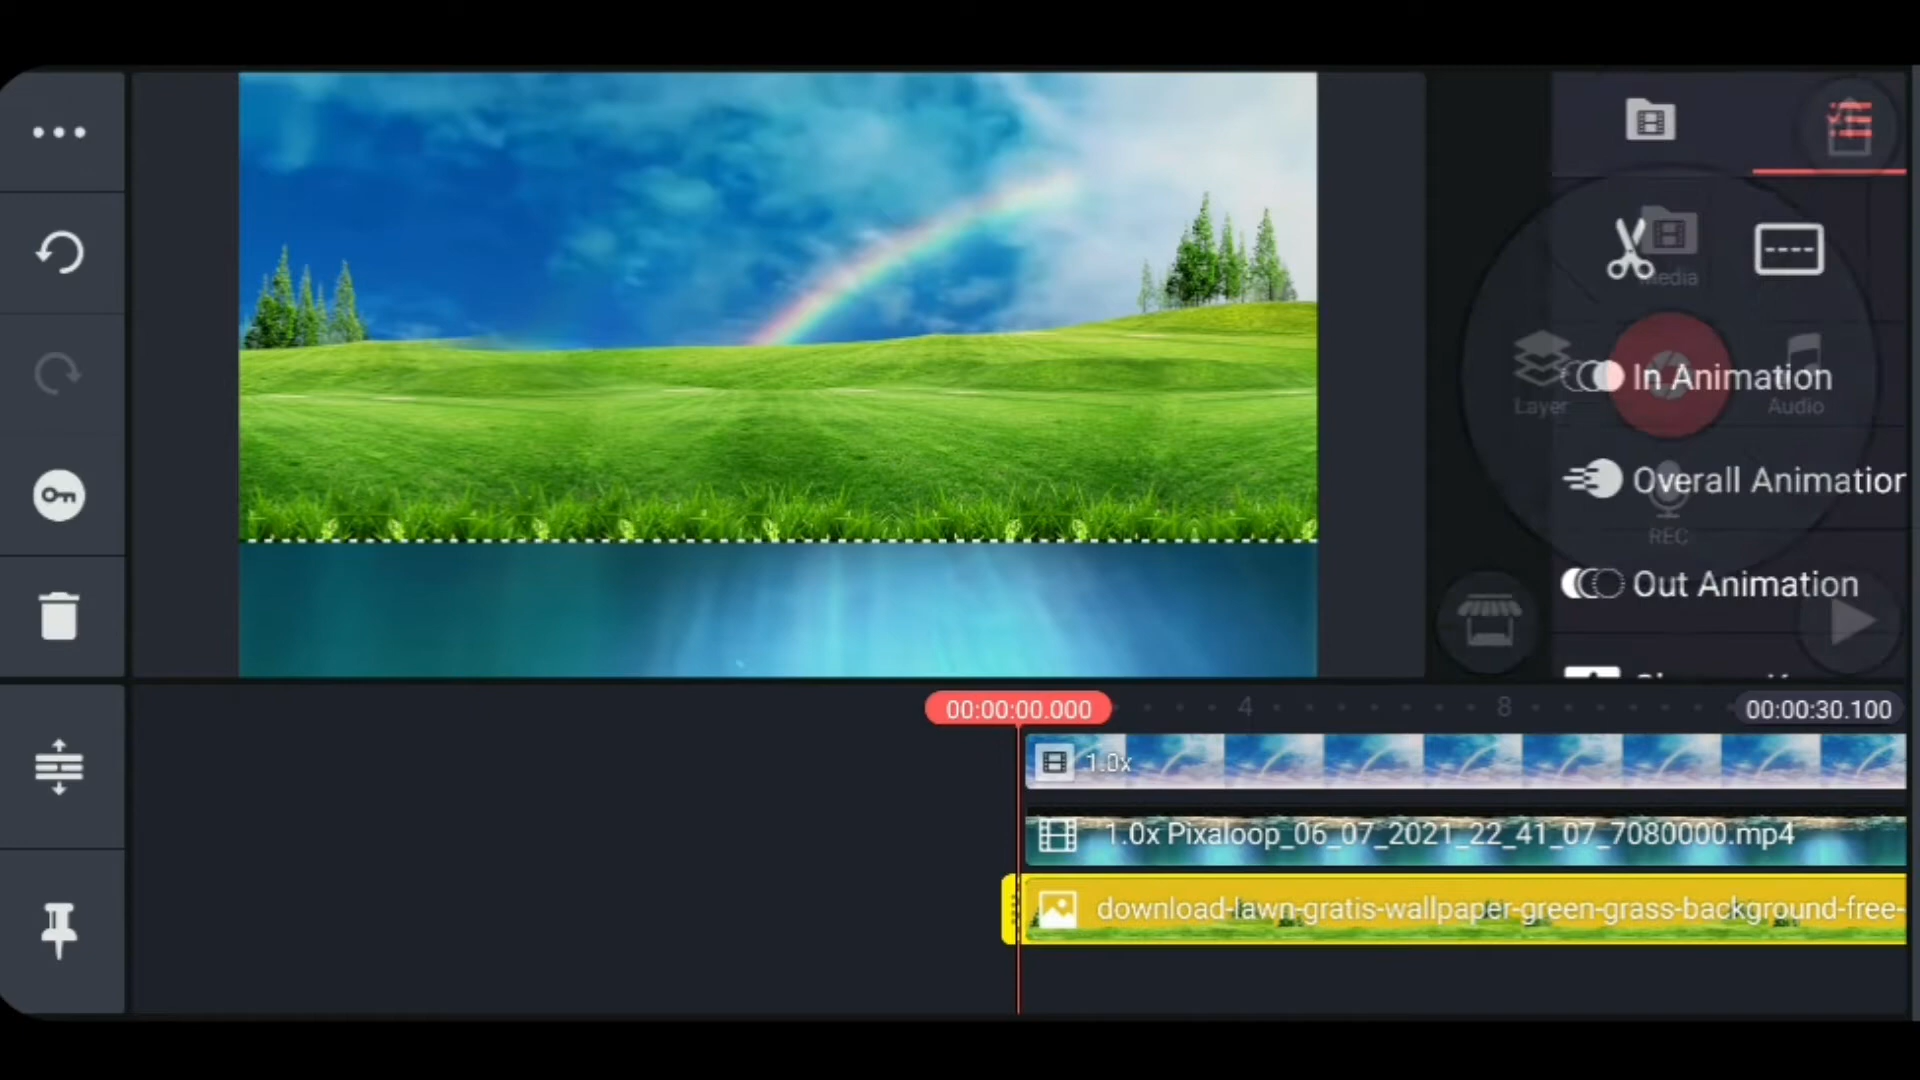 Media
In Animation
Layer
Audio
Overall Animation
REC
Out Animation
00:00:00.000
4
8
00:00:30.100
1.0x
1.0x Pixaloop_06_07_2021_22_41_07_7080000.mp4
download-lawn-gratis-wallpaper-green-grass-background-free-